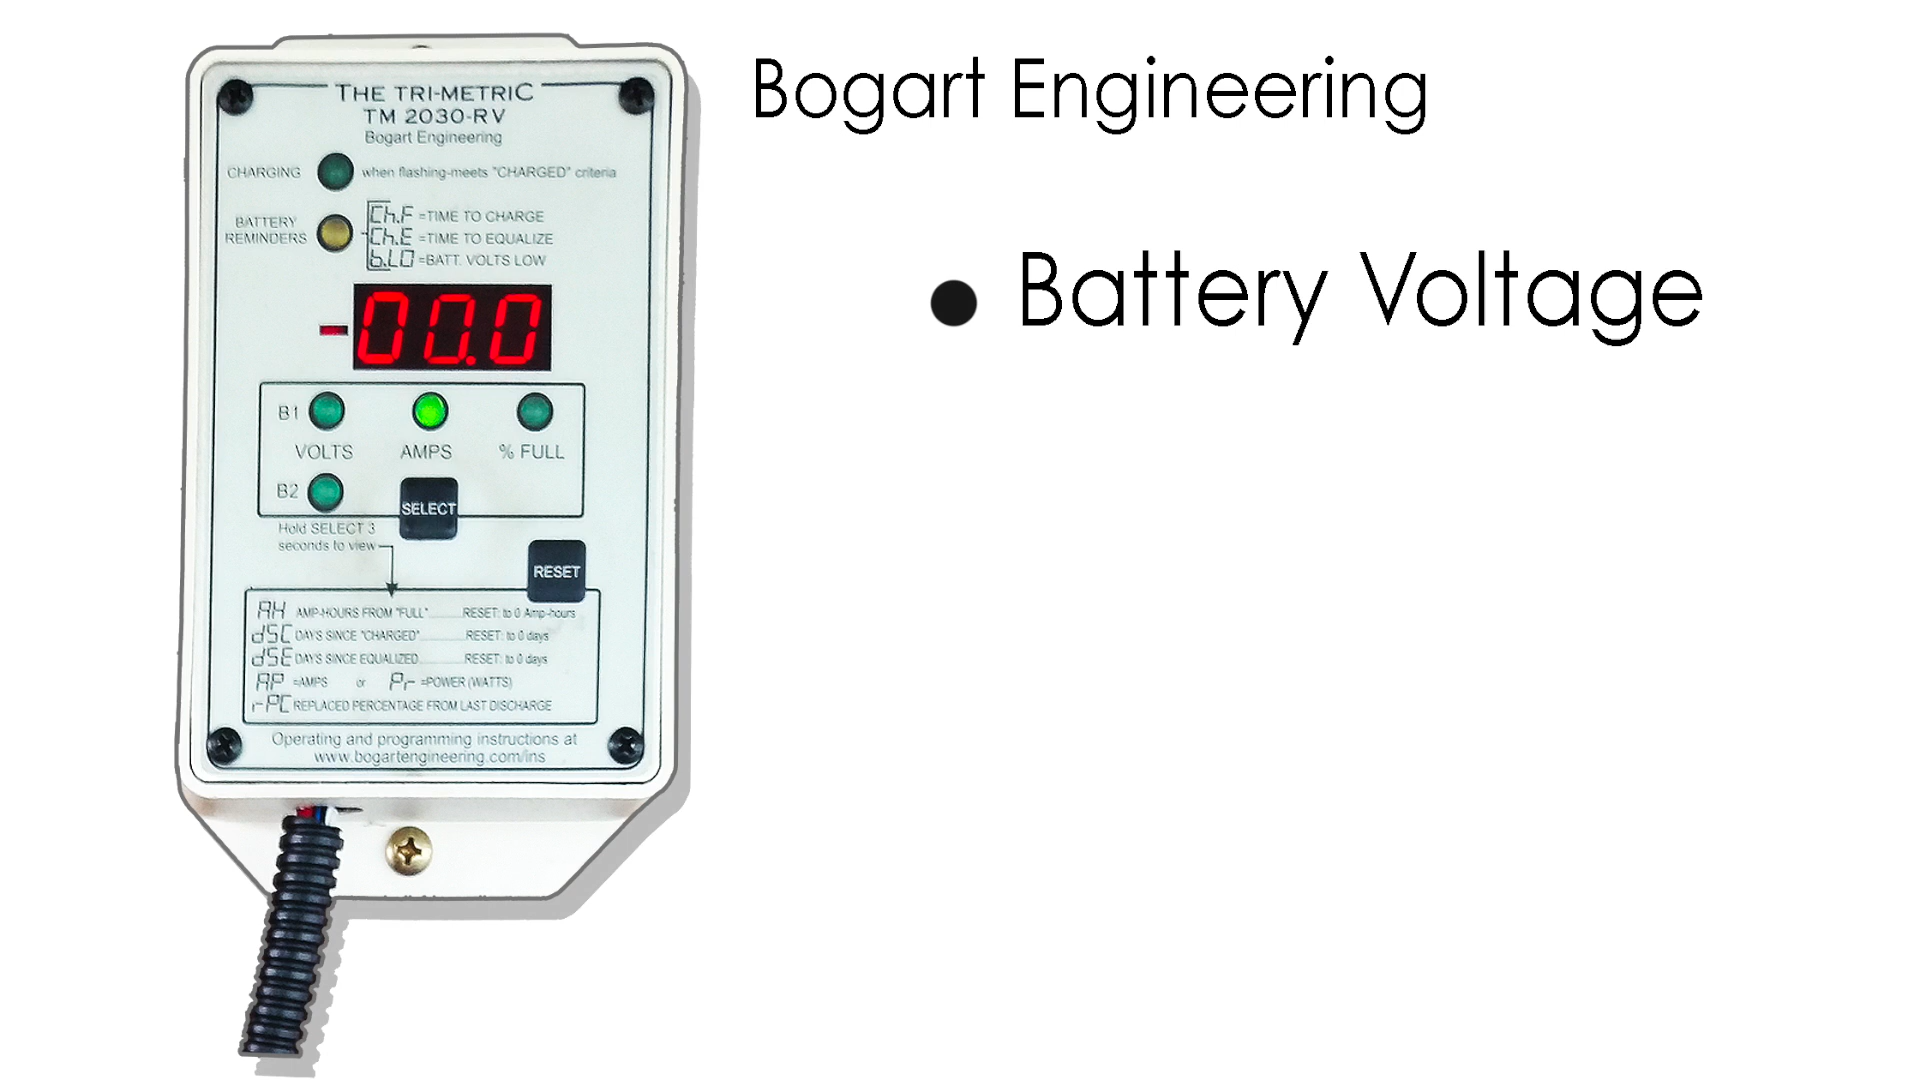 THE TRI-METRIC
TM 2030-RV
Bogart Engineering
CHARGING
when flashing-meets "CHARGED" criteria
BATTERY
REMINDERS
Ch.F =TIME TO CHARGE
Ch.E =TIME TO EQUALIZE
b.LO =BATT. VOLTS LOW
-00.0
B1
VOLTS AMPS % FULL
B2
SELECT
Hold SELECT 3
seconds to view
RESET
AH AMP-HOURS FROM "FULL"........RESET: to 0 Amp-hours
dSC DAYS SINCE "CHARGED"............RESET: to 0 days
dSE DAYS SINCE EQUALIZED............RESET: to 0 days
AP =AMPS or Pr =POWER (WATTS)
rPC REPLACED PERCENTAGE FROM LAST DISCHARGE
Operating and programming instructions at
www.bogartengineering.com/ins
Bogart Engineering
● Battery Voltage